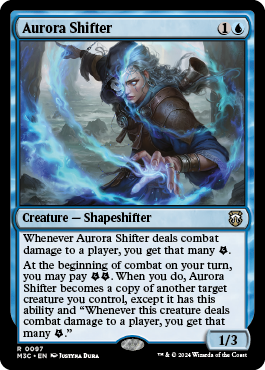 Aurora Shifter 1
Creature — Shapeshifter
Whenever Aurora Shifter deals combat
damage to a player, you get that many .
At the beginning of combat on your turn,
you may pay . When you do, Aurora
Shifter becomes a copy of another target
creature you control, except it has this
ability and “Whenever this creature deals
combat damage to a player, you get that
many .”
1/3
R 0097
M3C • EN Justyna Dura
™ & © 2024 Wizards of the Coast